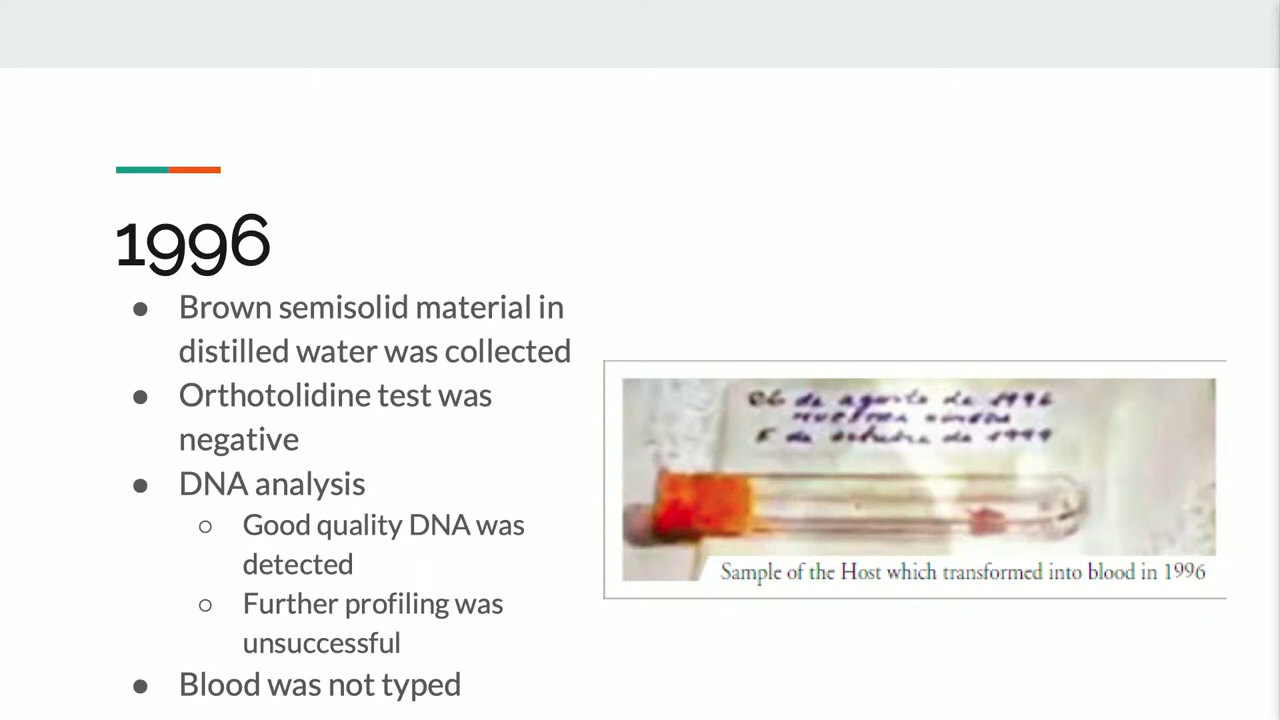 1996
● Brown semisolid material in
distilled water was collected
● Orthotolidine test was
negative
● DNA analysis
○ Good quality DNA was
detected
○ Further profiling was
unsuccessful
● Blood was not typed
de agosto de 1996
5 de octubre de 1999
Sample of the Host which transformed into blood in 1996